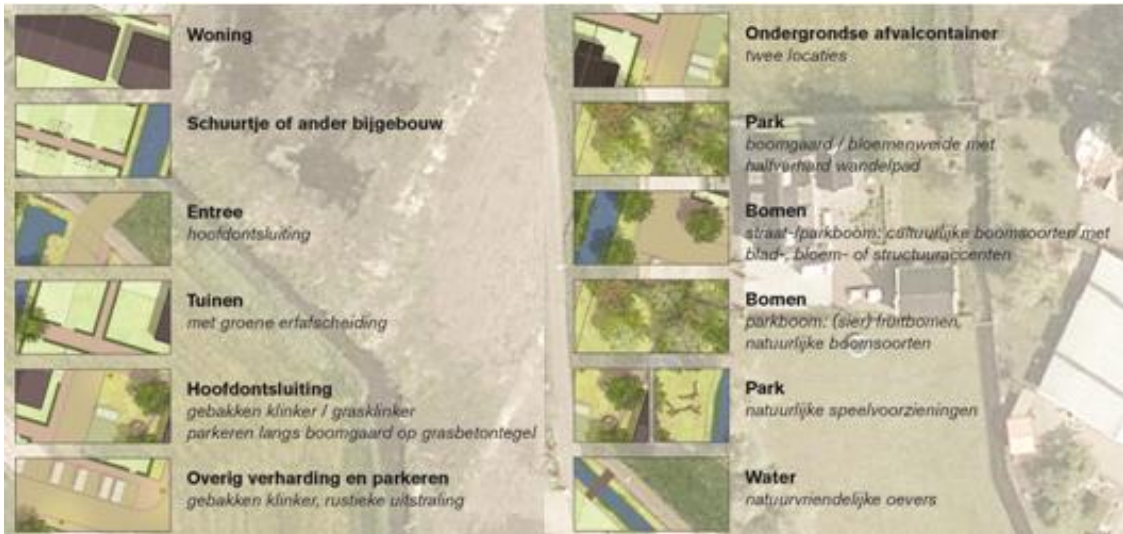 Woning
Schuurtje of ander bijgebouw
Entree
hoofdontsluiting
Tuinen
met groene erfafscheiding
Hoofdontsluiting
gebakken klinker / grasklinker
parkeren langs boomgaard op grasbetontegel
Overig verharding en parkeren
gebakken klinker, rustieke uitstraling
Ondergrondse afvalcontainer
twee locaties
Park
boomgaard / bloemenweide met
halfverhard wandelpad
Bomen
straat-/parkboom: cultuurlijke boomsoorten met
blad-, bloem- of structuuraccenten
Bomen
parkboom: (sier) fruitbomen,
natuurlijke boomsoorten
Park
natuurlijke speelvoorzieningen
Water
natuurvriendelijke oevers